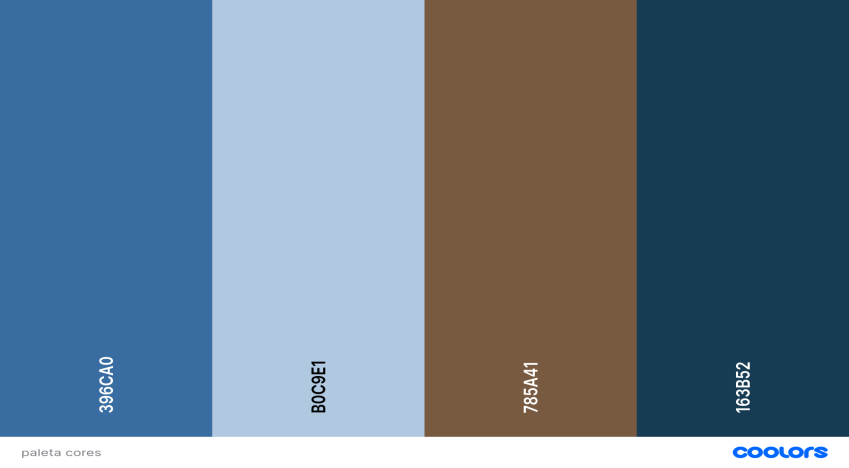 396CA0
B0C9E1
785A41
163B52
paleta cores
coolors